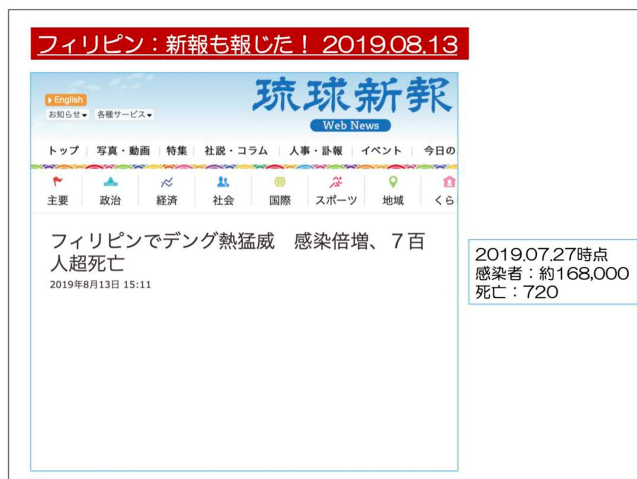 フィリピン：新報も報じた！ 2019.08.13
English
お知らせ 各種サービス
琉球新報
Web News
トップ 写真・動画 特集 社説・コラム 人事・訃報 イベント 今日の
主要 政治 経済 社会 国際 スポーツ 地域 くら
フィリピンでデング熱猛威 感染倍増、７百
人超死亡
2019年8月13日 15:11
2019.07.27時点
感染者：約168,000
死亡：720